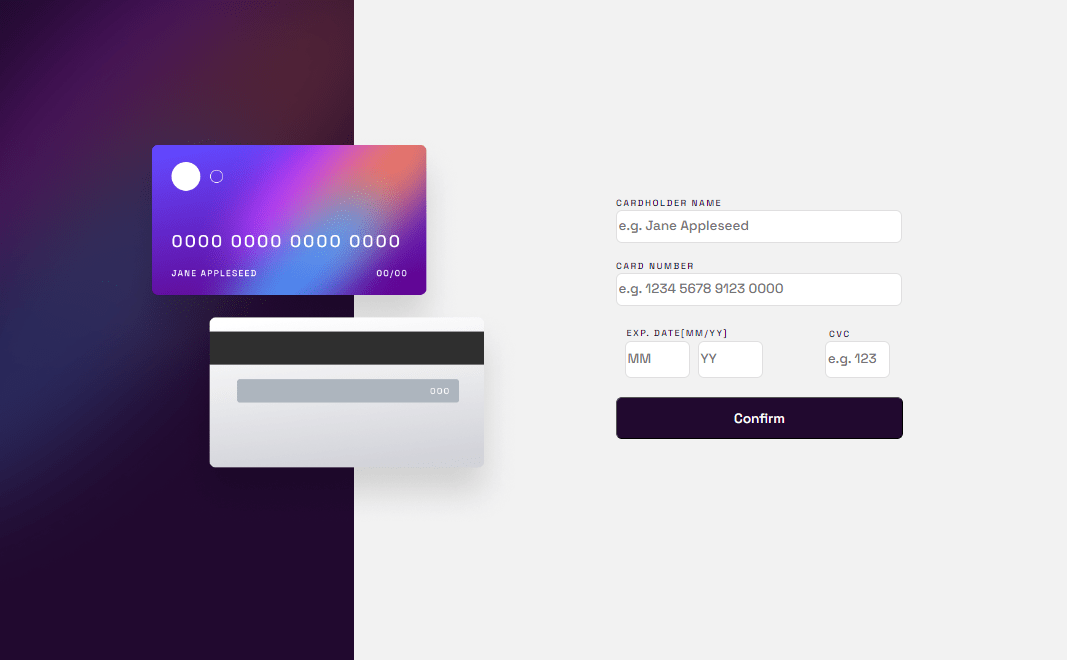 0000 0000 0000 0000
JANE APPLESEED 00/00
000
CARDHOLDER NAME
e.g. Jane Appleseed
CARD NUMBER
e.g. 1234 5678 9123 0000
EXP. DATE[MM/YY] CVC
MM YY e.g. 123
Confirm